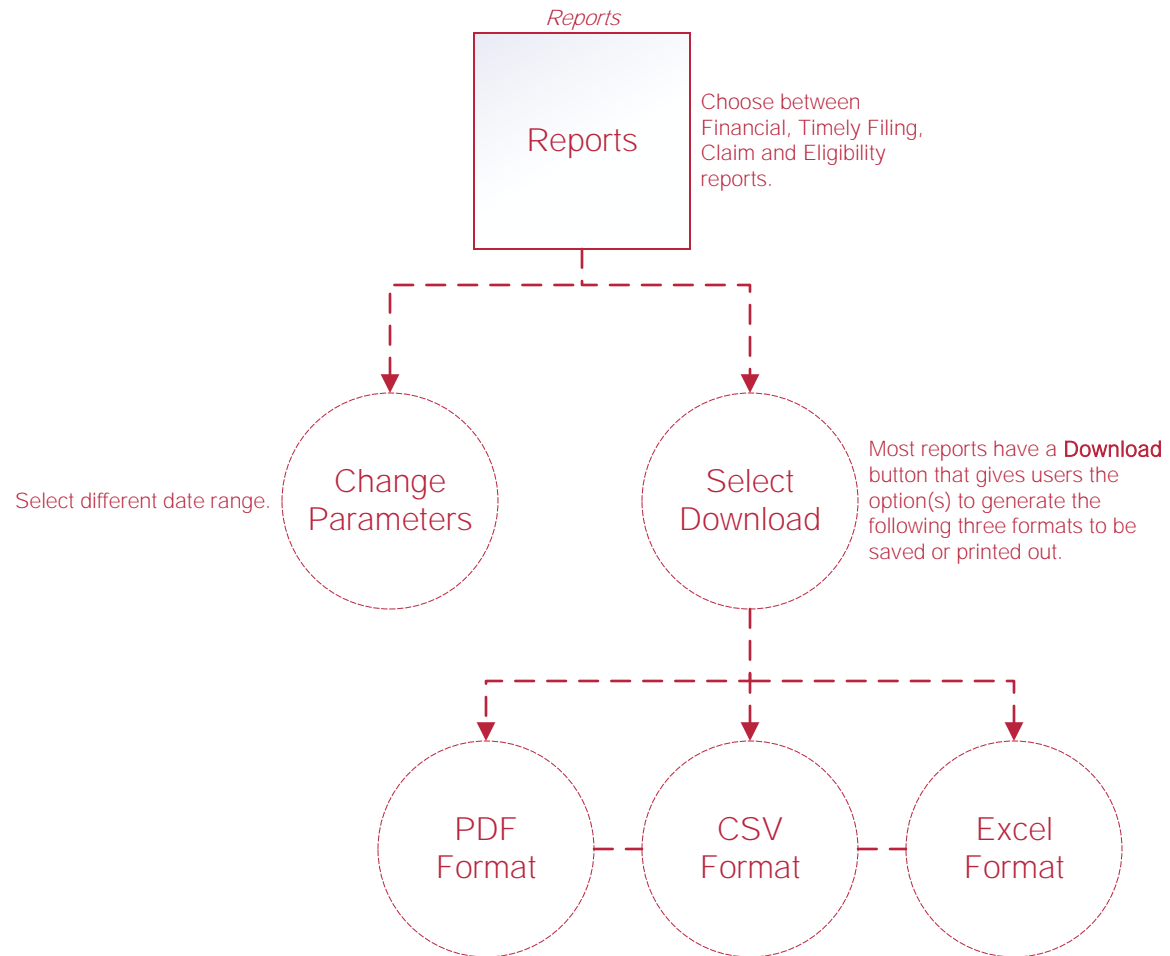 Reports
Reports
Choose between
Financial, Timely Filing,
Claim and Eligibility
reports.
Select different date range.
Change
Parameters
Select
Download
Most reports have a Download
button that gives users the
option(s) to generate the
following three formats to be
saved or printed out.
PDF
Format
CSV
Format
Excel
Format